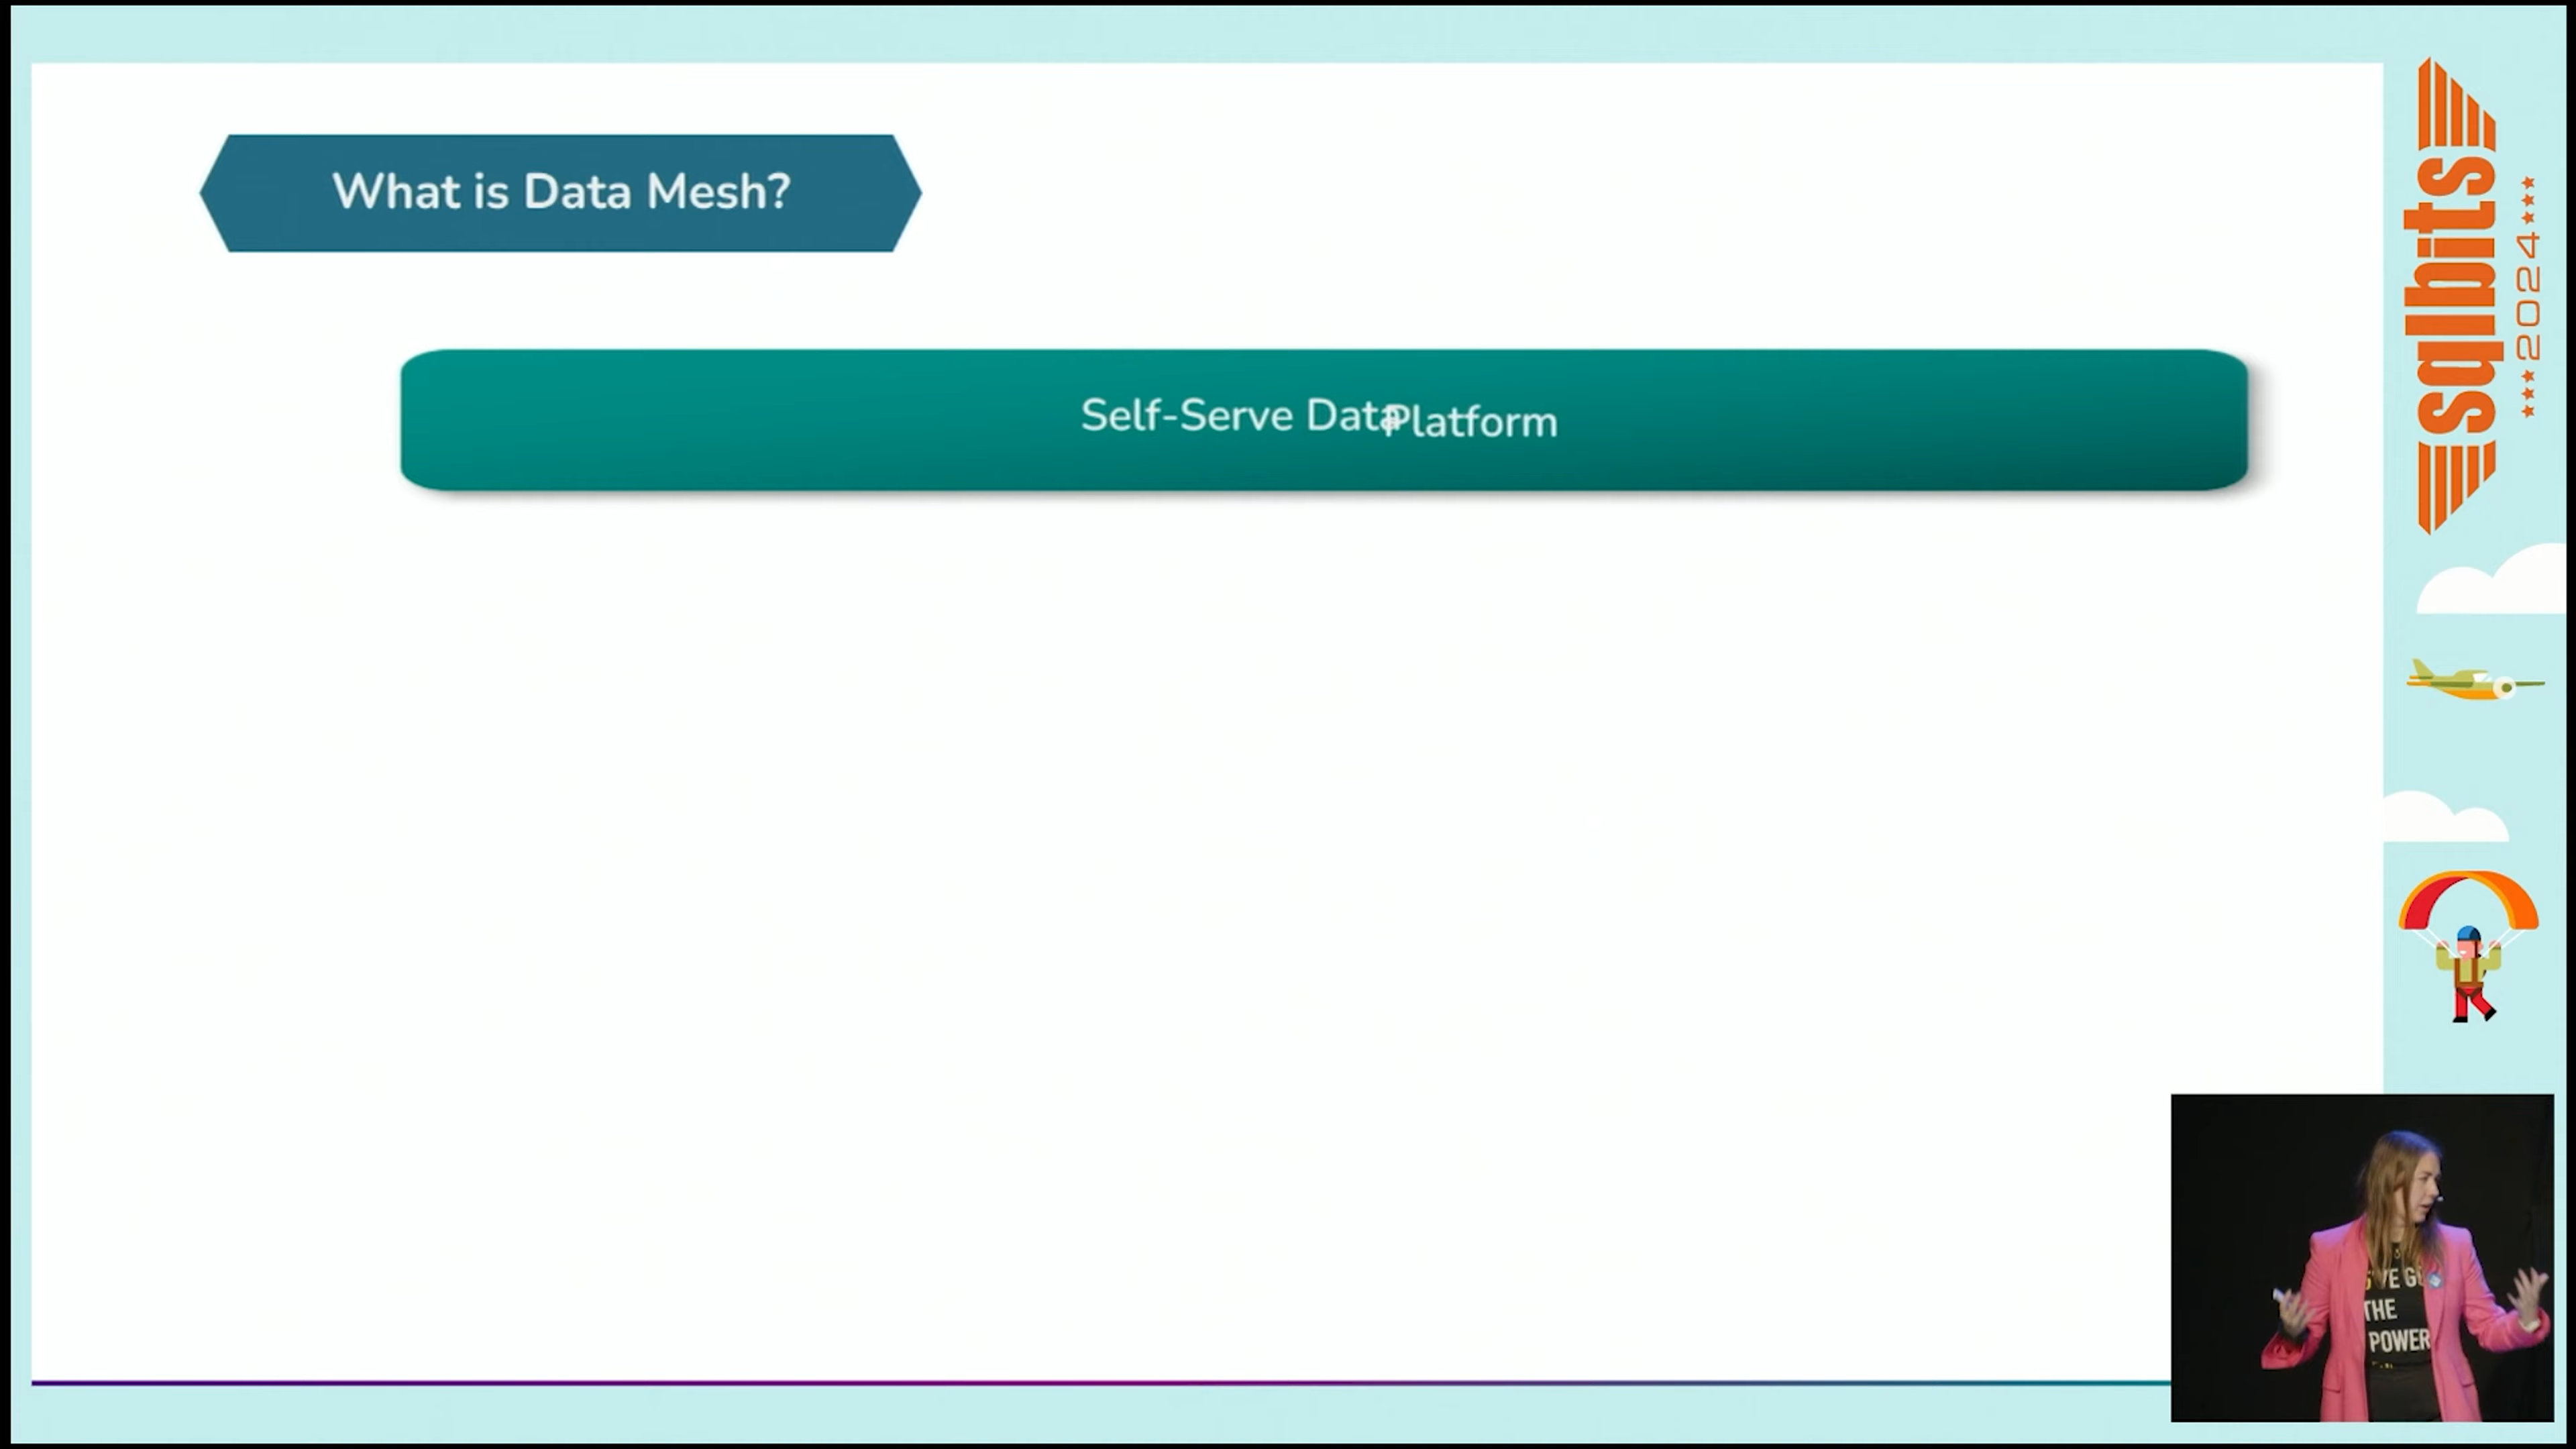 What is Data Mesh?
Self-Serve Data Platform
sqlbits
2024
THE
POWER